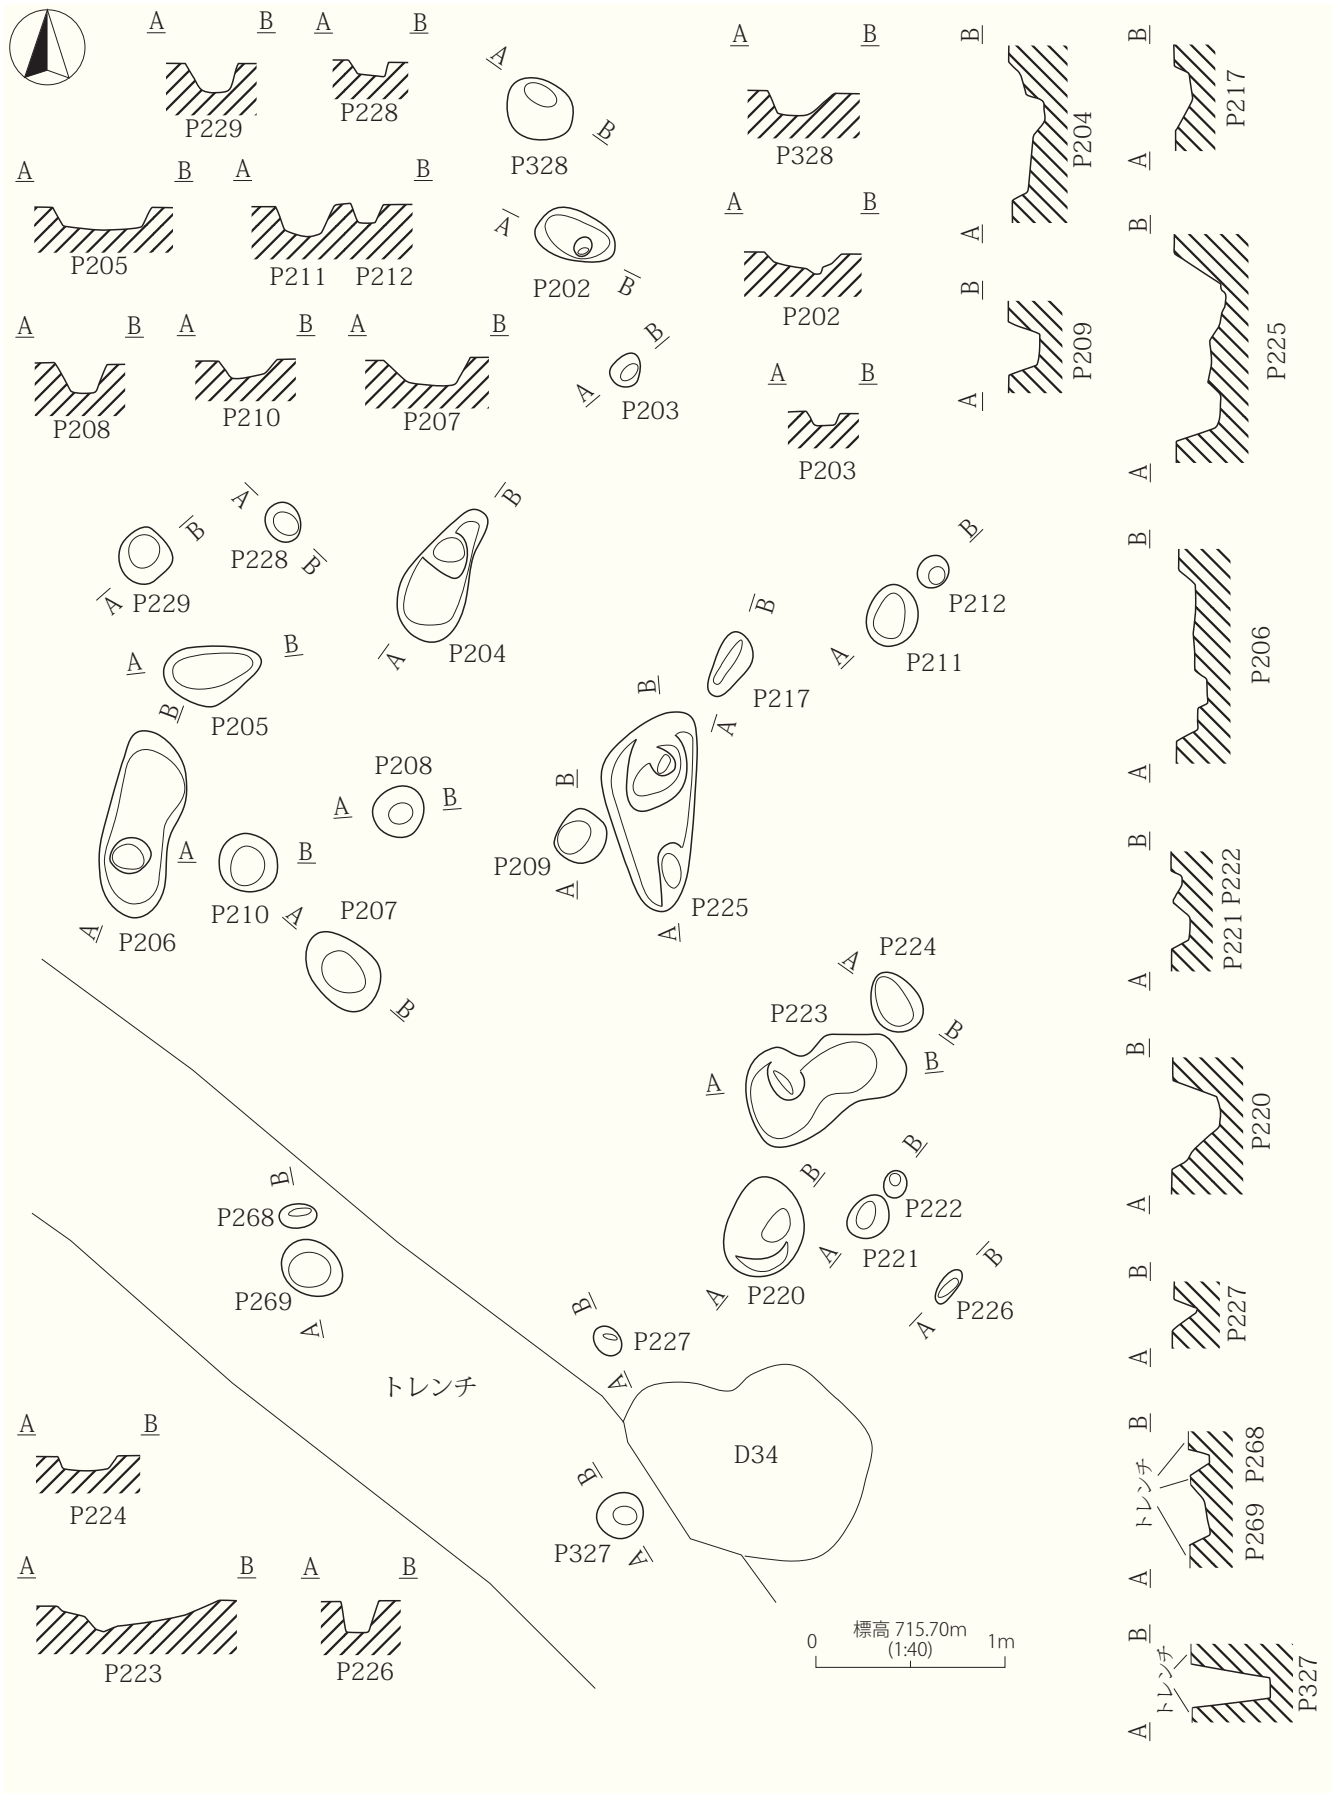 A B A B
P229
P228
A
B
P328
A B
P328
B
A
P204
B
A
P217
A B A B
P205
P211 P212
A
B
P202
A B
P202
B
A
P209
B
A
P225
A B A B A B
P208
P210
P207
B
A
P203
A B
P203
A
B
P229
A
B
P228
B
A
P204
B
P212
A
P211
B
P217
A
B
A
P206
A B
P205
B
A
P206
P208
A B
A B
P210
A
P207
B
B
P209
A
B
P225
A
B
A
P221 P222
P224
A
B
P223
A B
B
A
P220
B
P268
P269
A
B
P220
A
B
P222
A
P221
B
P226
A
B
P227
A
B
A
P227
トレンチ
D34
A B
P224
B
P327
A
B
トレンチ
P269 P268
A
A B
P223
A B
P226
標高 715.70m
0 (1:40) 1m
B
トレンチ
P327
A